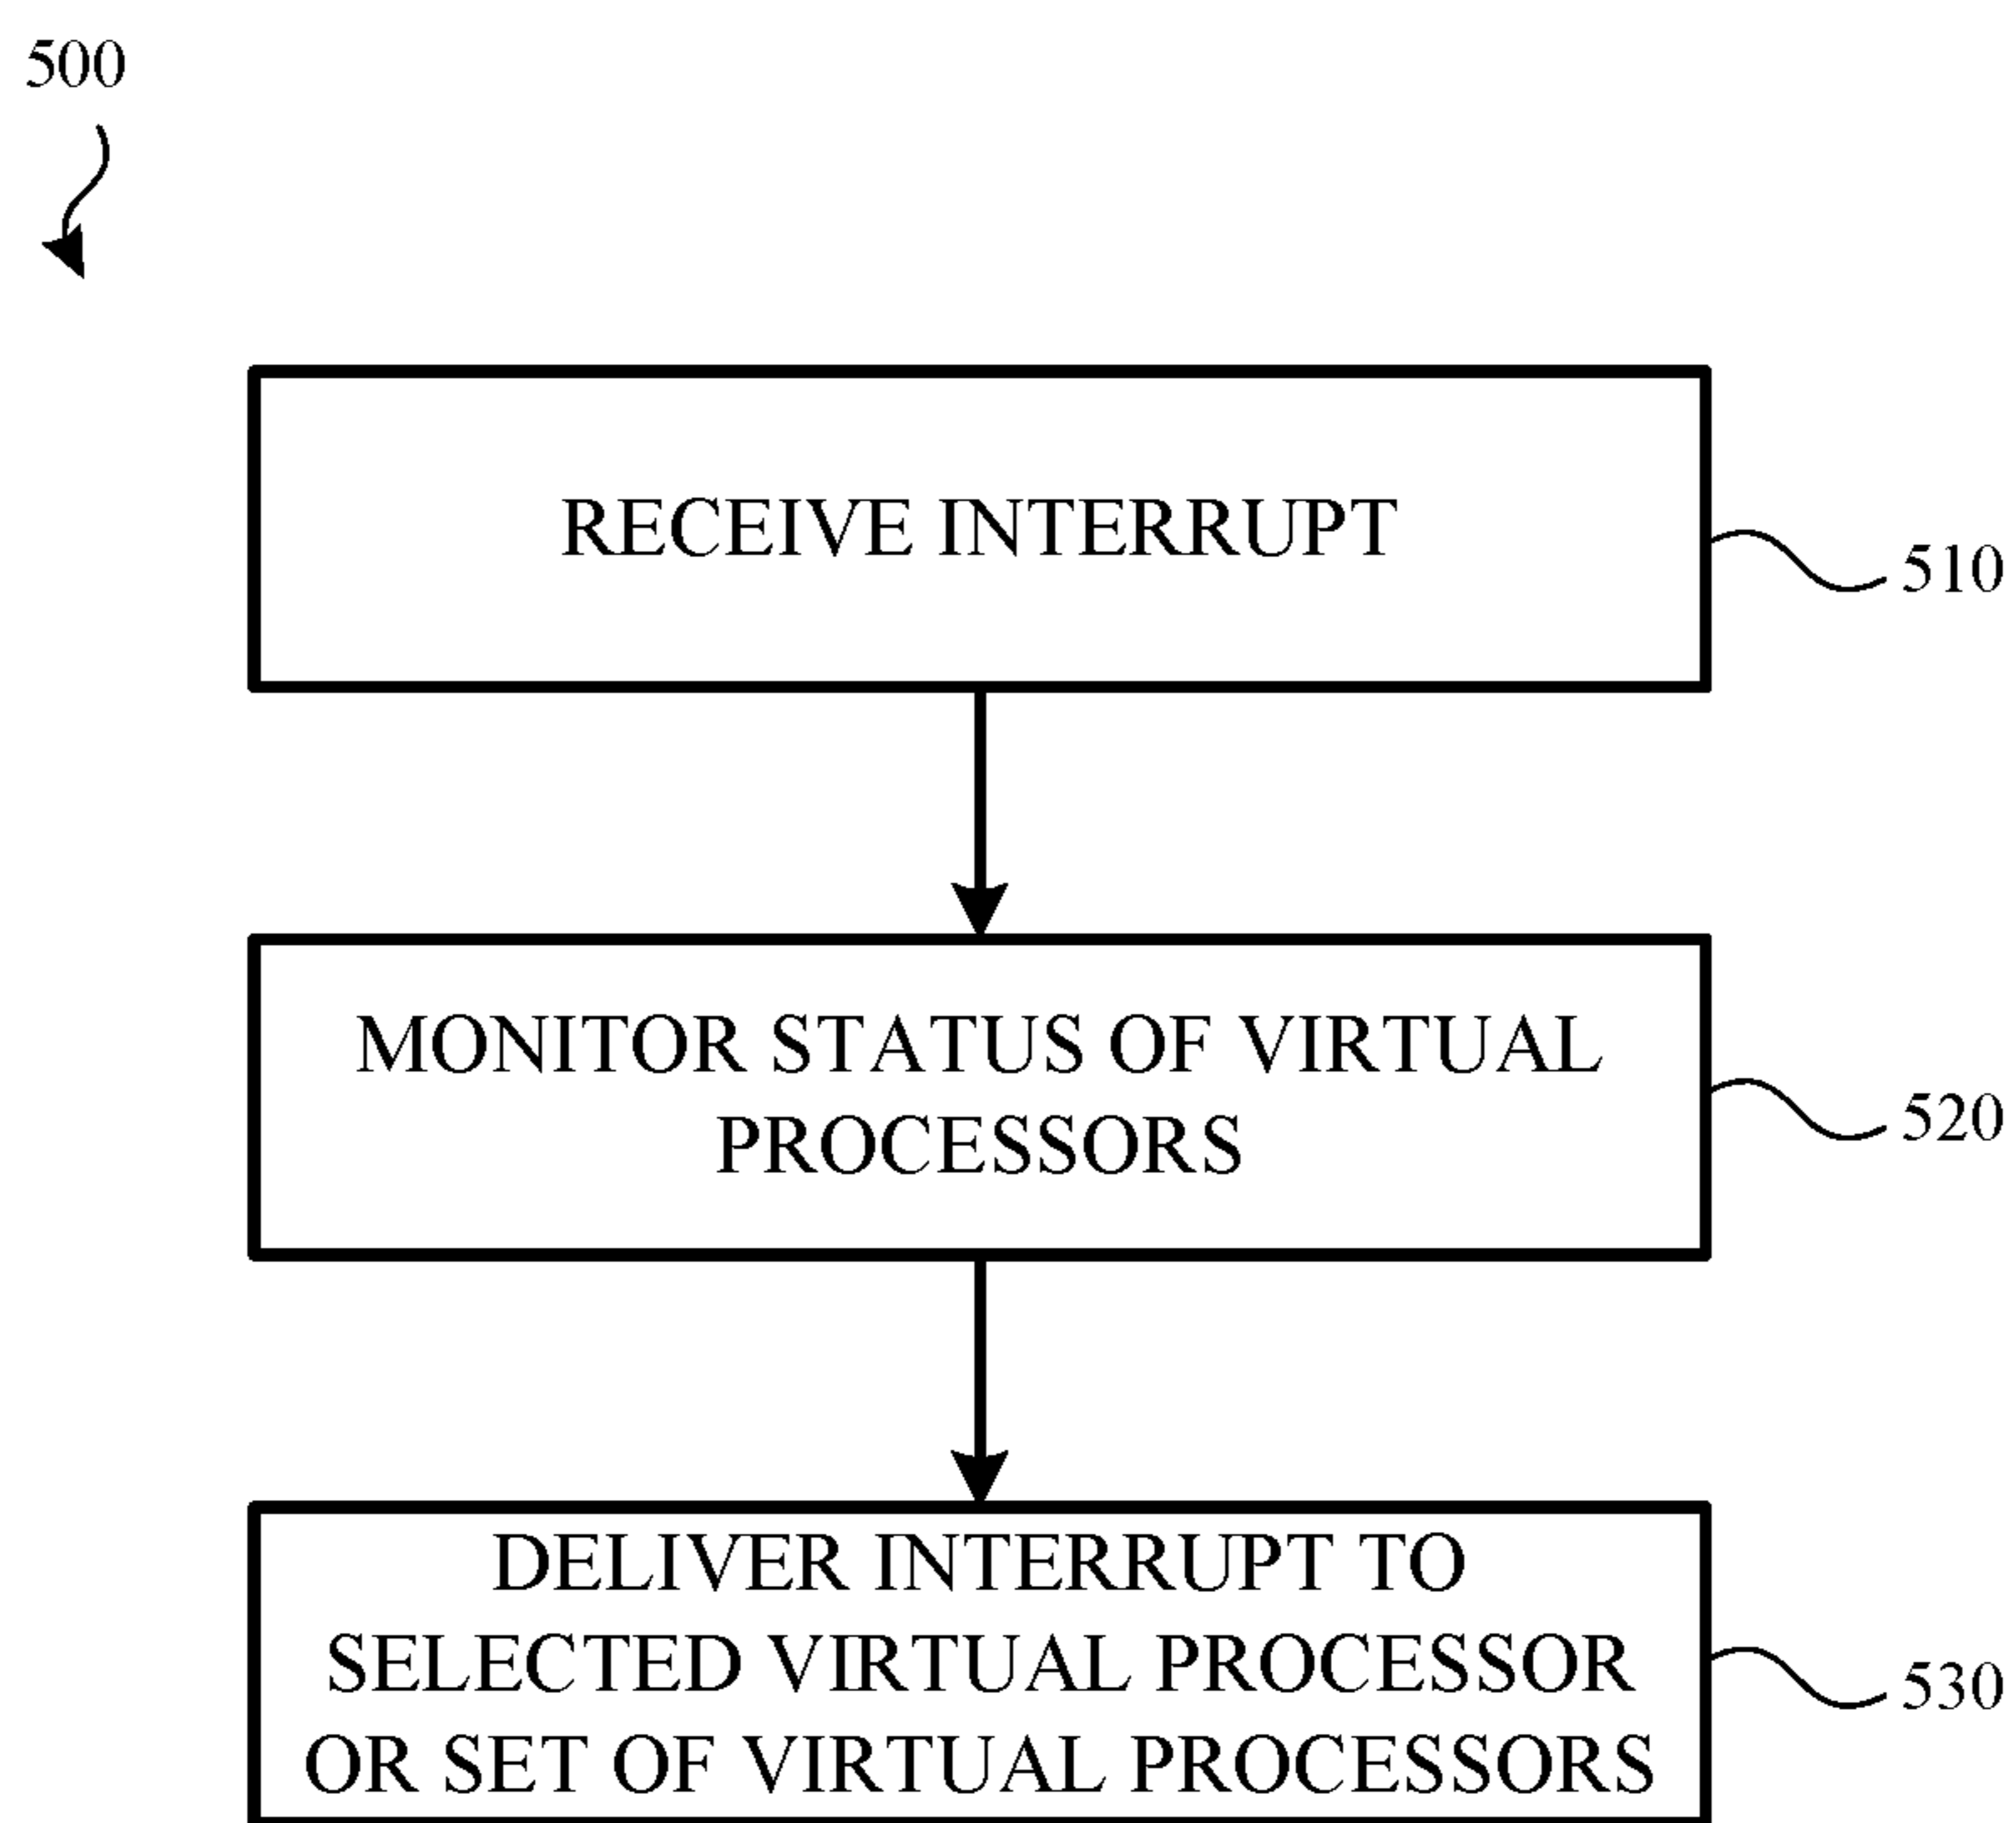 500
RECEIVE INTERRUPT
510
MONITOR STATUS OF VIRTUAL
PROCESSORS
520
DELIVER INTERRUPT TO
SELECTED VIRTUAL PROCESSOR
OR SET OF VIRTUAL PROCESSORS
530